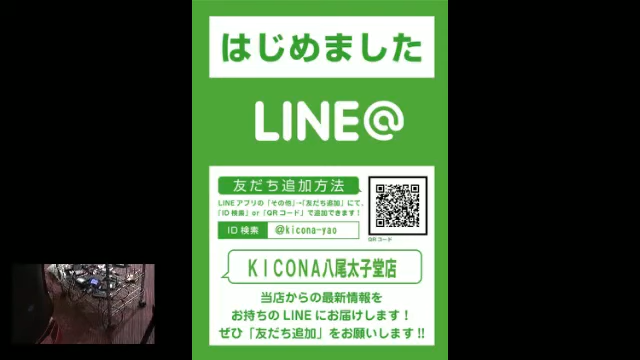 はじめました
LINE@
友だち追加方法
LINEアプリの「その他」→「友だち追加」にて、
「ID検索」or「QRコード」で追加できます！
ID検索 @kicona-yao
QRコード
KICONA八尾太子堂店
当店からの最新情報を
お持ちのLINEにお届けします！
ぜひ「友だち追加」をお願いします!!